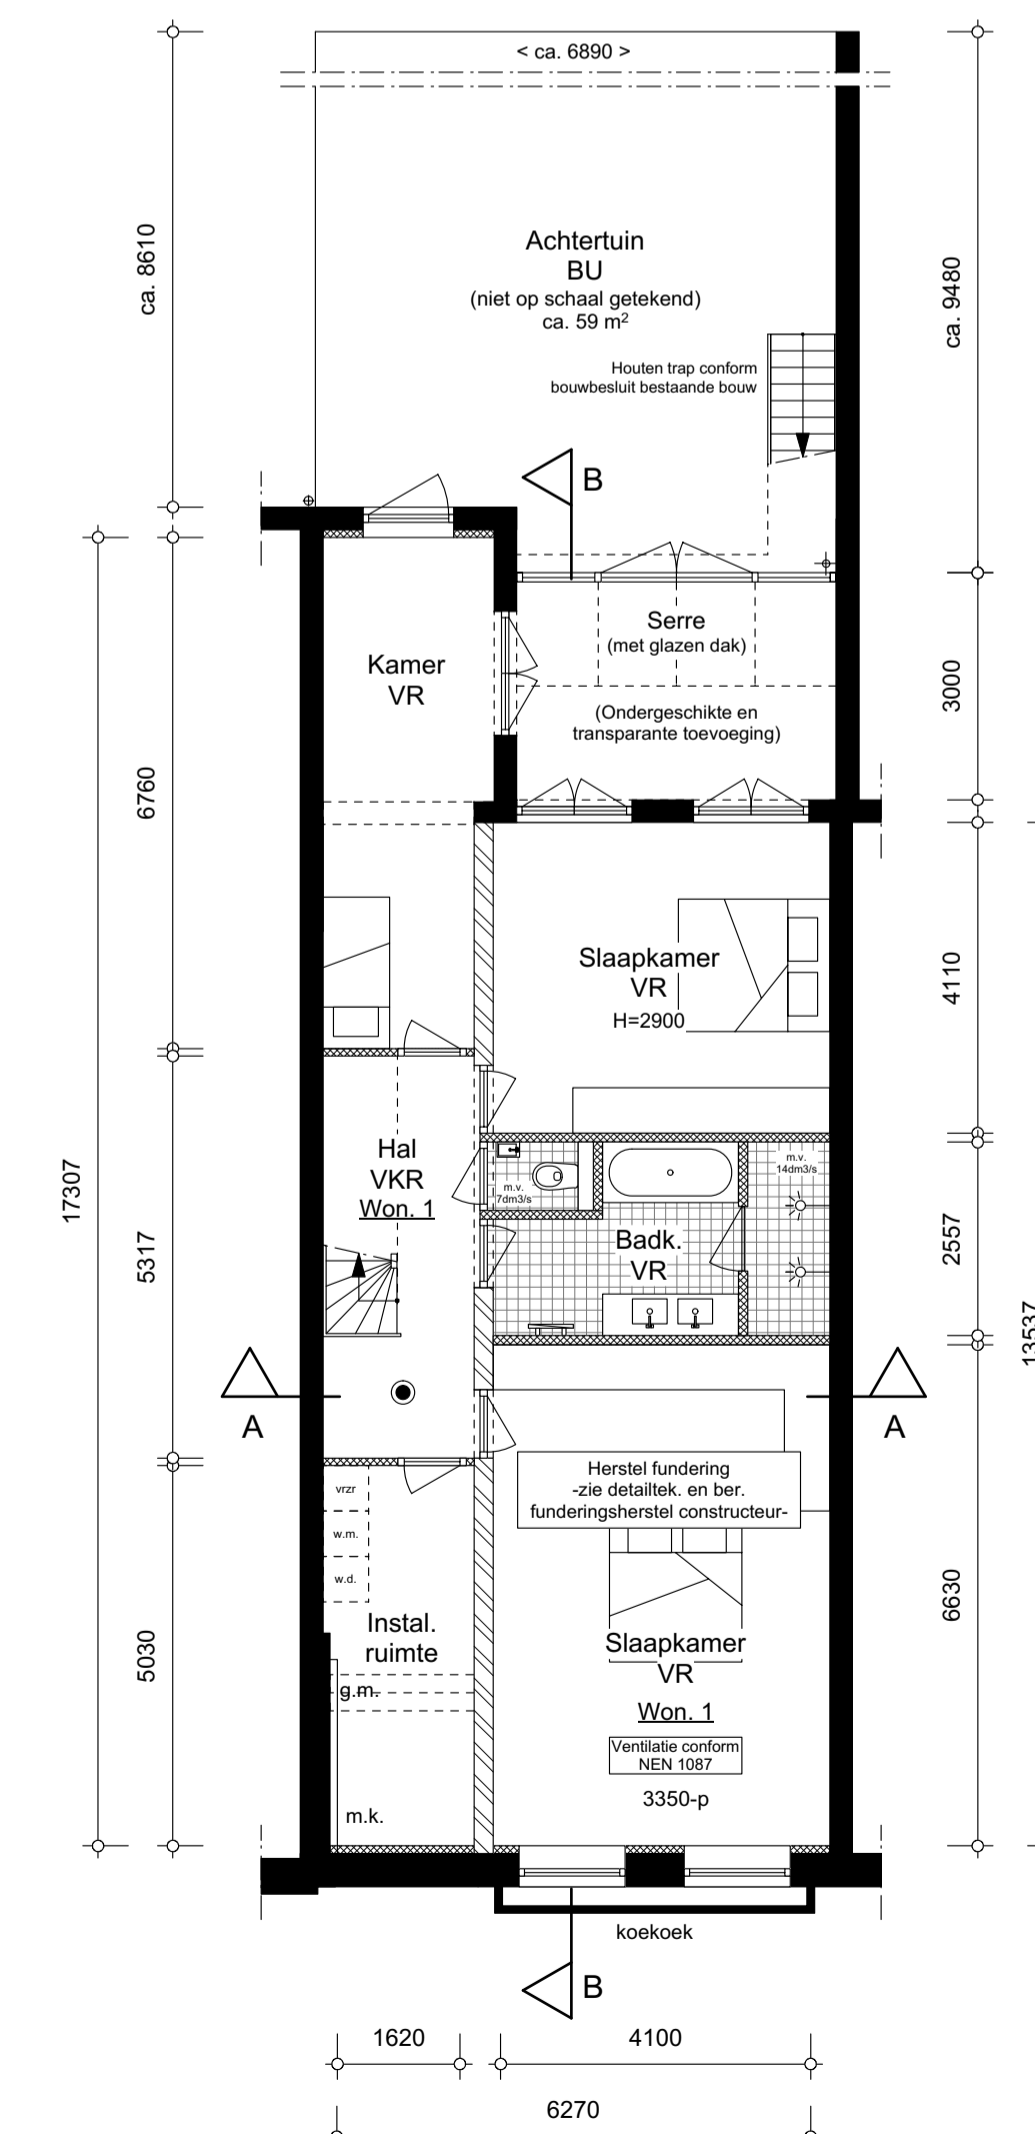 < ca. 6890 >
ca. 8610
ca. 9480
Achtertuin
BU
(niet op schaal getekend)
ca. 59 m²
Houten trap conform
bouwbesluit bestaande bouw
B
Serre
(met glazen dak)
Kamer
VR
3000
(Ondergeschikte en
transparante toevoeging)
6760
Slaapkamer
VR
H=2900
4110
Hal
VKR
Won. 1
m.v.
14dm3/s
m.v.
7dm3/s
17307
5317
Badk.
VR
2557
13537
A
A
Herstel fundering
-zie detailtek. en ber.
funderingsherstel constructeur-
vrzr
w.m.
w.d.
6630
Instal.
ruimte
5030
Slaapkamer
VR
g.m.
Won. 1
Ventilatie conform
NEN 1087
3350-p
m.k.
koekoek
B
1620
4100
6270